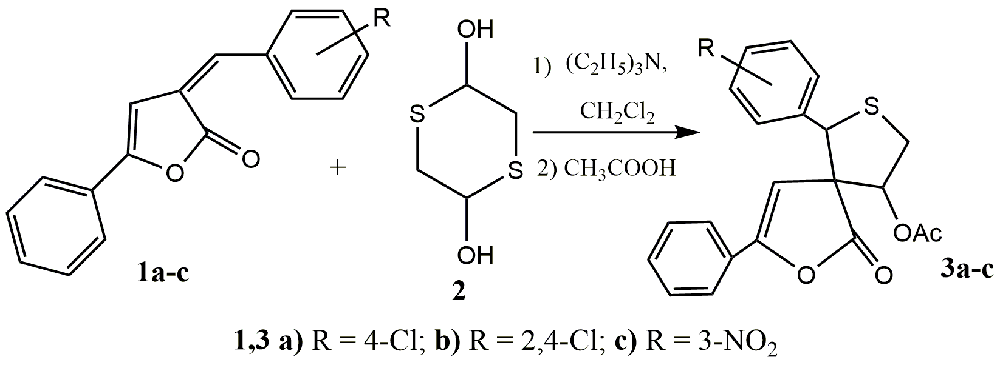 R
O
O
1a-c
+
OH
S
S
OH
2
1) (C₂H₅)₃N,
CH₂Cl₂
2) CH₃COOH
R
S
OAc
O
O
3a-c
1,3 a) R = 4-Cl; b) R = 2,4-Cl; c) R = 3-NO₂